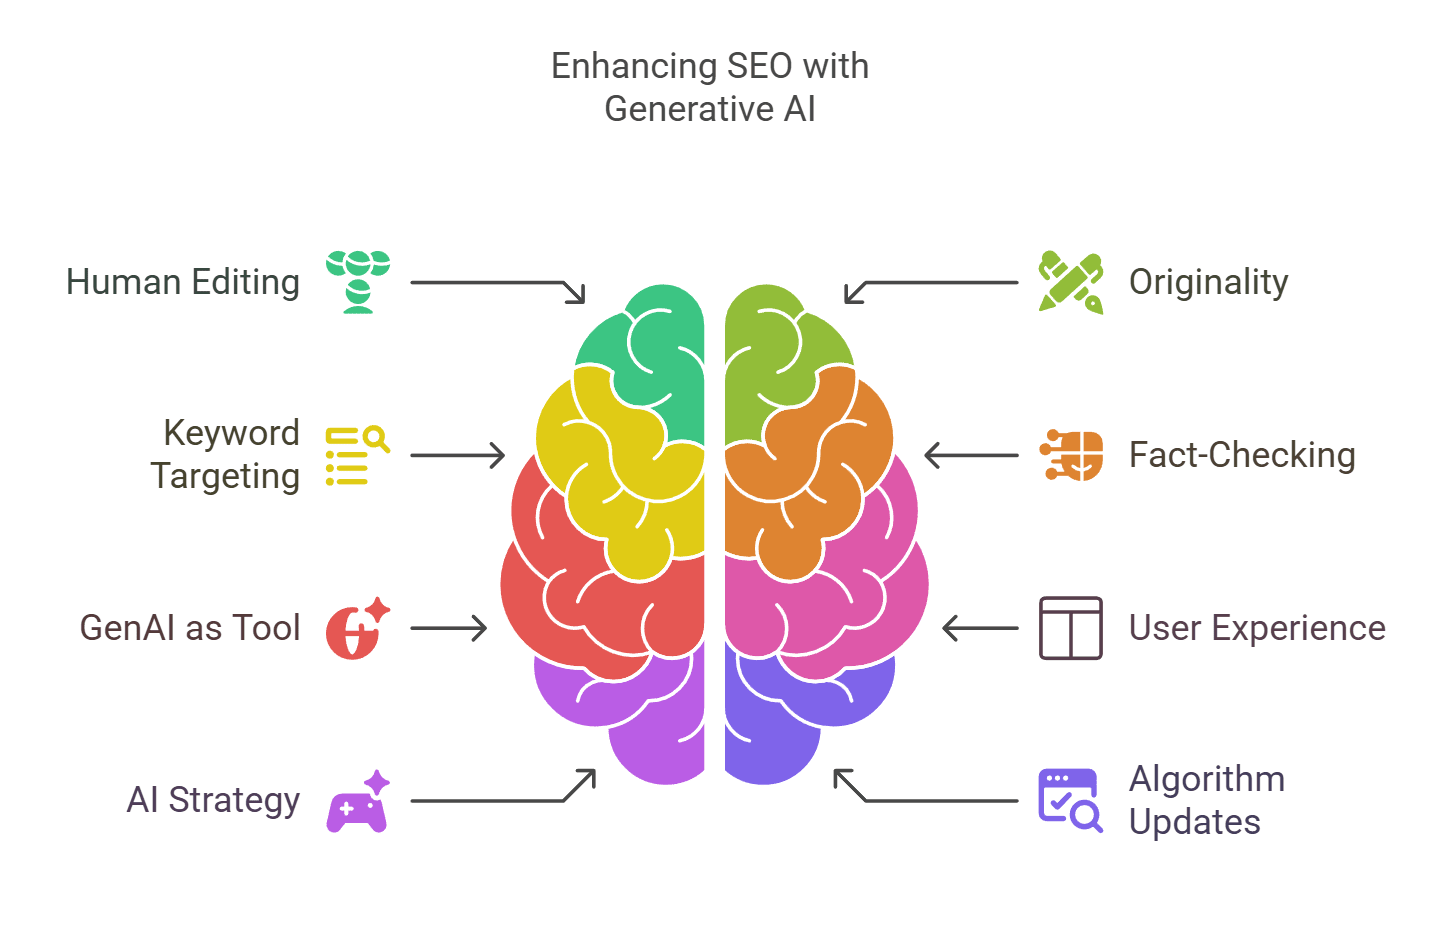 Enhancing SEO with
Generative AI
Human Editing
Originality
Keyword
Targeting
Fact-Checking
GenAI as Tool
User Experience
AI Strategy
Algorithm
Updates